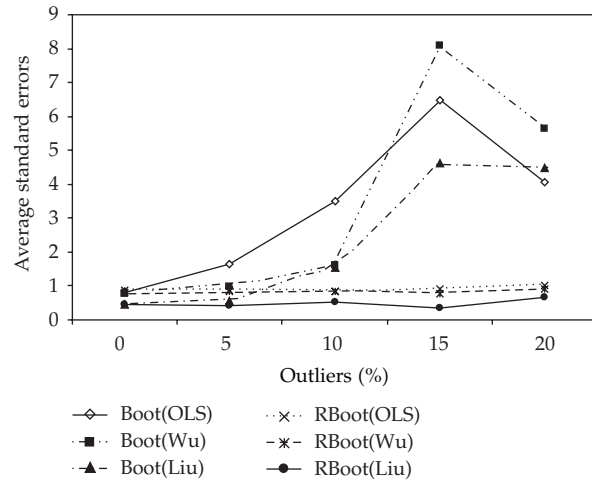 9
8
7
6
5
4
3
2
1
0
Average standard errors
0 5 10 15 20
Outliers (%)
Boot(OLS) RBoot(OLS)
Boot(Wu) RBoot(Wu)
Boot(Liu) RBoot(Liu)